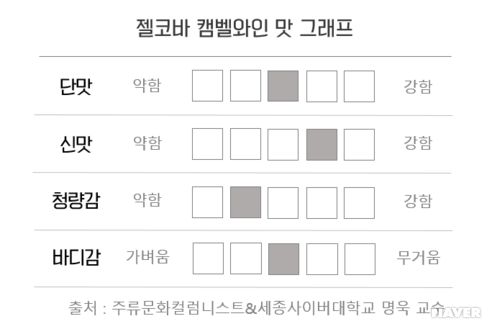 젤코바 캠벨와인 맛 그래프
단맛 약함 강함
신맛 약함 강함
청량감 약함 강함
바디감 가벼움 무거움
출처 : 주류문화컬럼니스트&세종사이버대학교 명욱 교수
NAVER